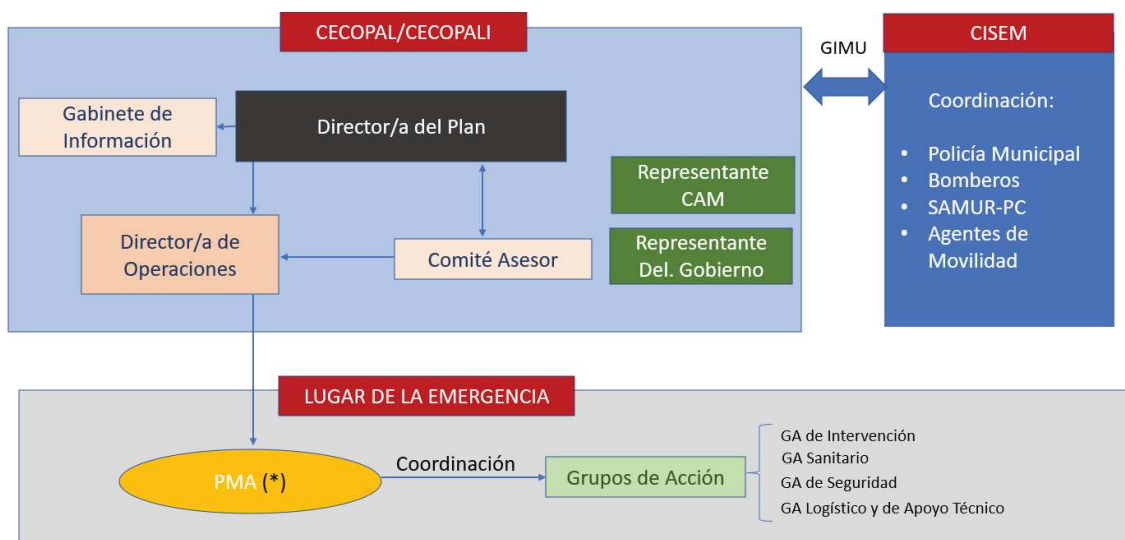 CECOPAL/CECOPALI
GIMU
CISEM
Gabinete de
Información
Director/a del Plan
Representante
CAM
Director/a de
Operaciones
Comité Asesor
Representante
Del. Gobierno
Coordinación:
• Policía Municipal
• Bomberos
• SAMUR-PC
• Agentes de
Movilidad
LUGAR DE LA EMERGENCIA
PMA (*)
Coordinación
Grupos de Acción
GA de Intervención
GA Sanitario
GA de Seguridad
GA Logístico y de Apoyo Técnico